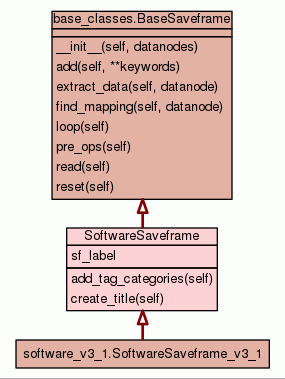 base_classes.BaseSaveframe
__init__(self, datanodes)
add(self, **keywords)
extract_data(self, datanode)
find_mapping(self, datanode)
loop(self)
pre_ops(self)
read(self)
reset(self)
SoftwareSaveframe
sf_label
add_tag_categories(self)
create_title(self)
software_v3_1.SoftwareSaveframe_v3_1